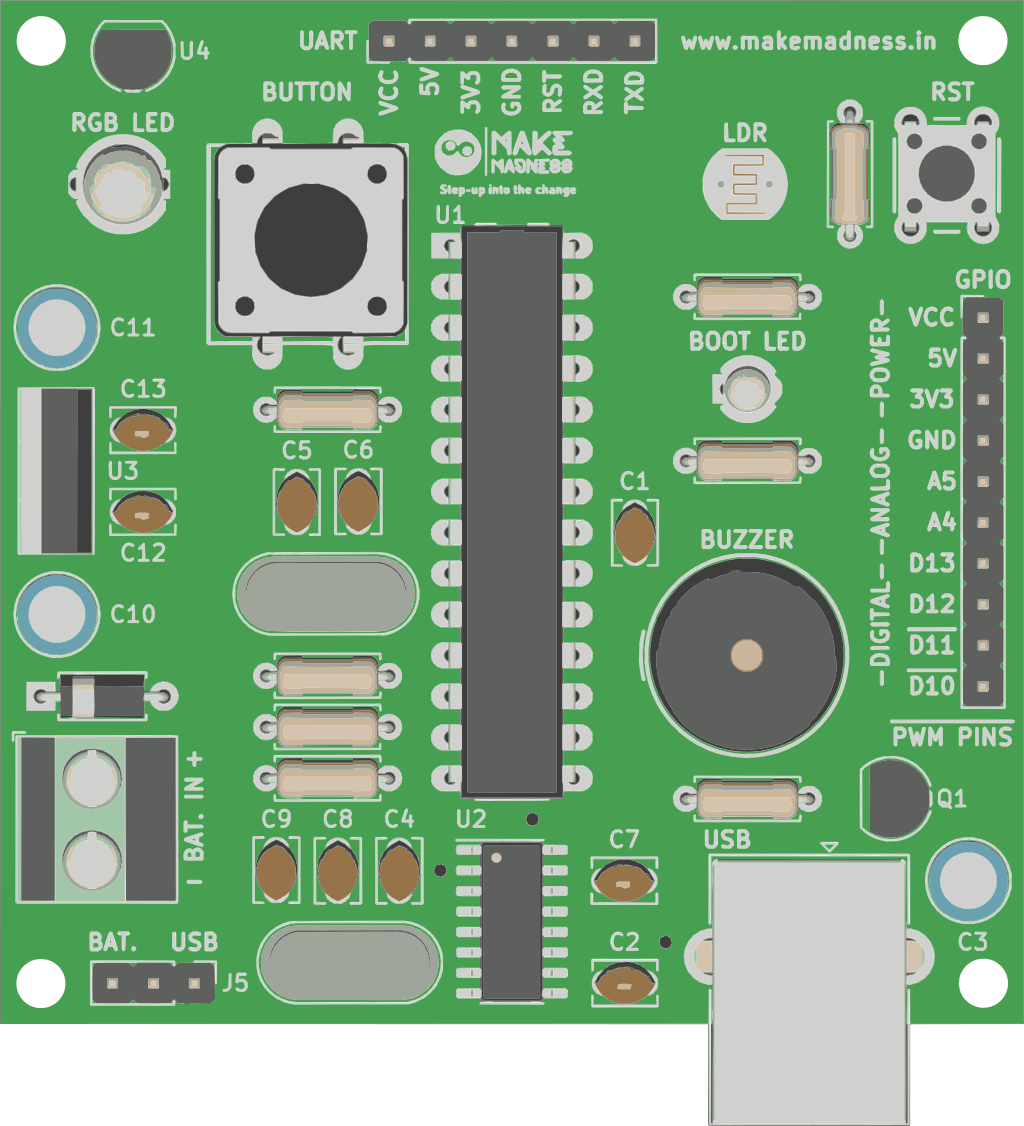 U4
UART
www.makemadness.in
VCC
5V
3V3
GND
RST
RXD
TXD
BUTTON
RST
RGB LED
LDR
MAKE
MADNESS
Step-up into the change
U1
GPIO
C11
VCC
BOOT LED
5V
C13
3V3
GND
C5
C6
U3
C1
A5
A4
C12
BUZZER
D13
C10
D12
D11
D10
-DIGITAL--ANALOG--POWER-
PWM PINS
- BAT. IN +
Q1
C9
C8
C4
U2
C7
USB
BAT.
USB
C2
C3
J5